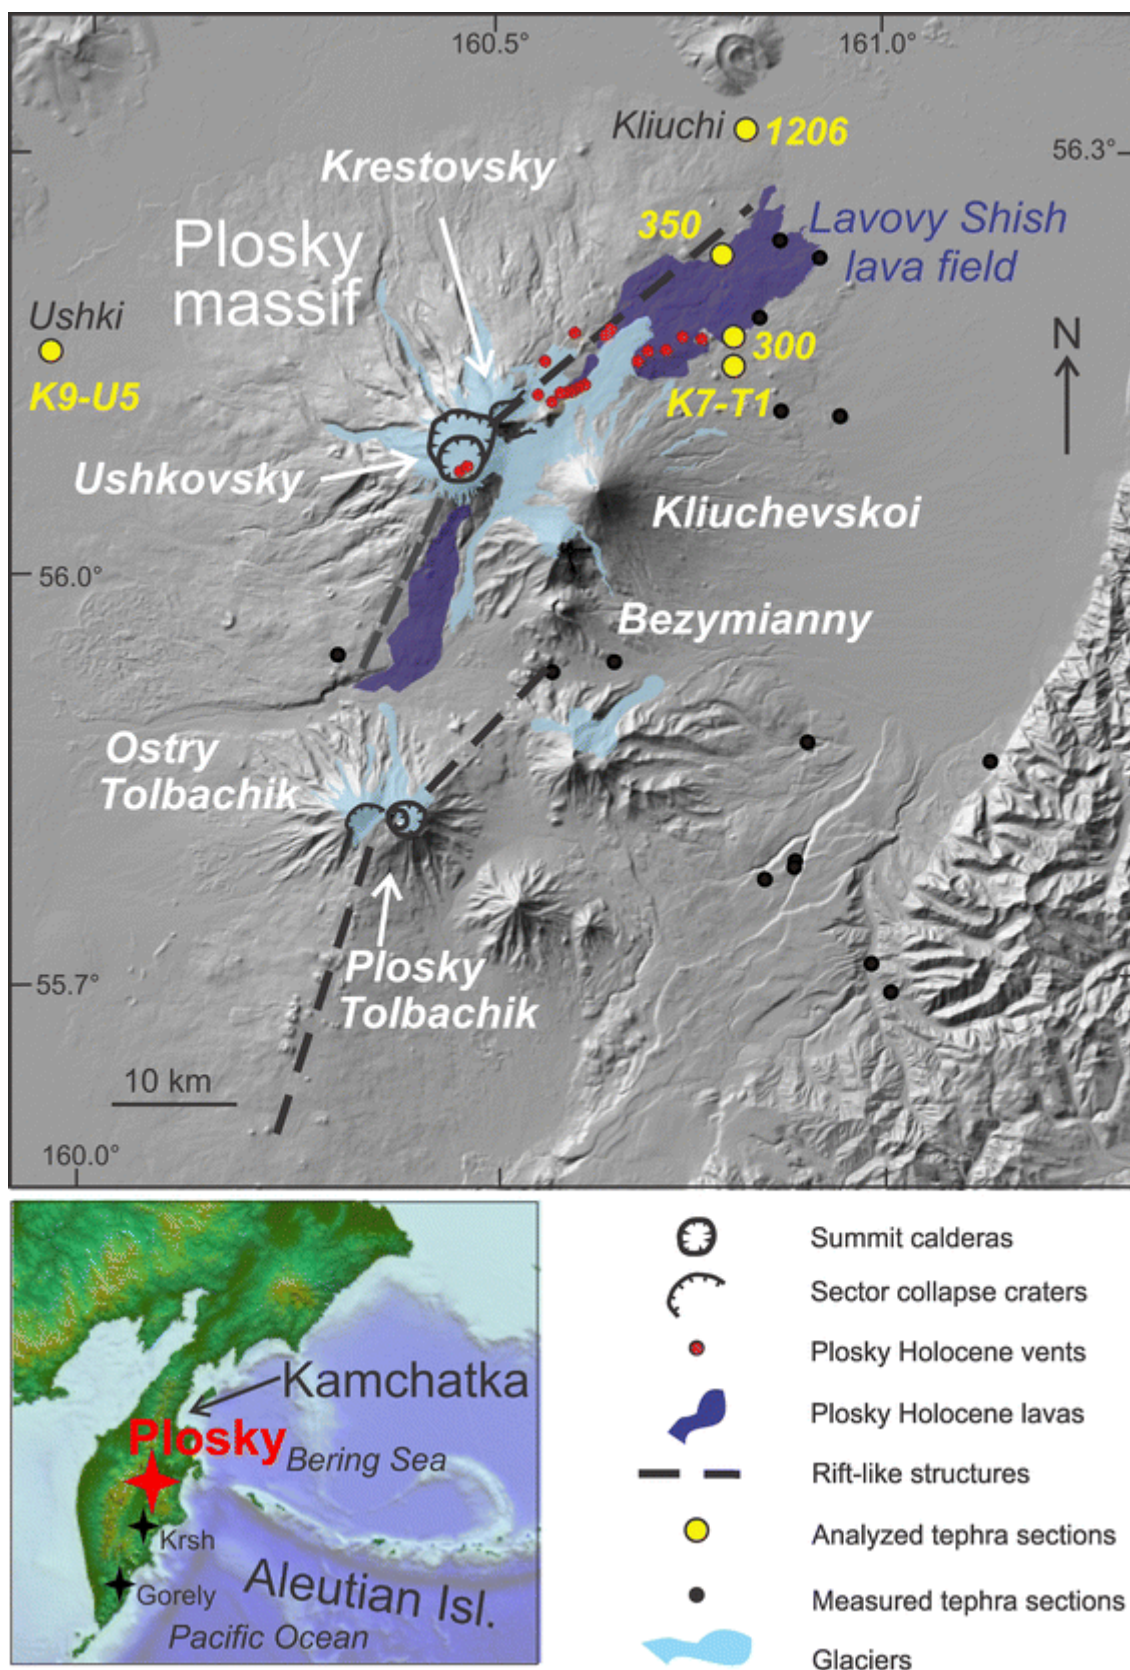 160.5°
161.0°
Kliuchi
1206
56.3°
Krestovsky
350
Lavovy Shish
lava field
Plosky
massif
Ushki
K9-U5
300
K7-T1
N
Ushkovsky
Kliuchevskoi
56.0°
Bezymianny
Ostry
Tolbachik
Plosky
Tolbachik
55.7°
10 km
160.0°
Kamchatka
Plosky
Bering Sea
Krsh
Gorely
Aleutian Isl.
Pacific Ocean
Summit calderas
Sector collapse craters
Plosky Holocene vents
Plosky Holocene lavas
Rift-like structures
Analyzed tephra sections
Measured tephra sections
Glaciers